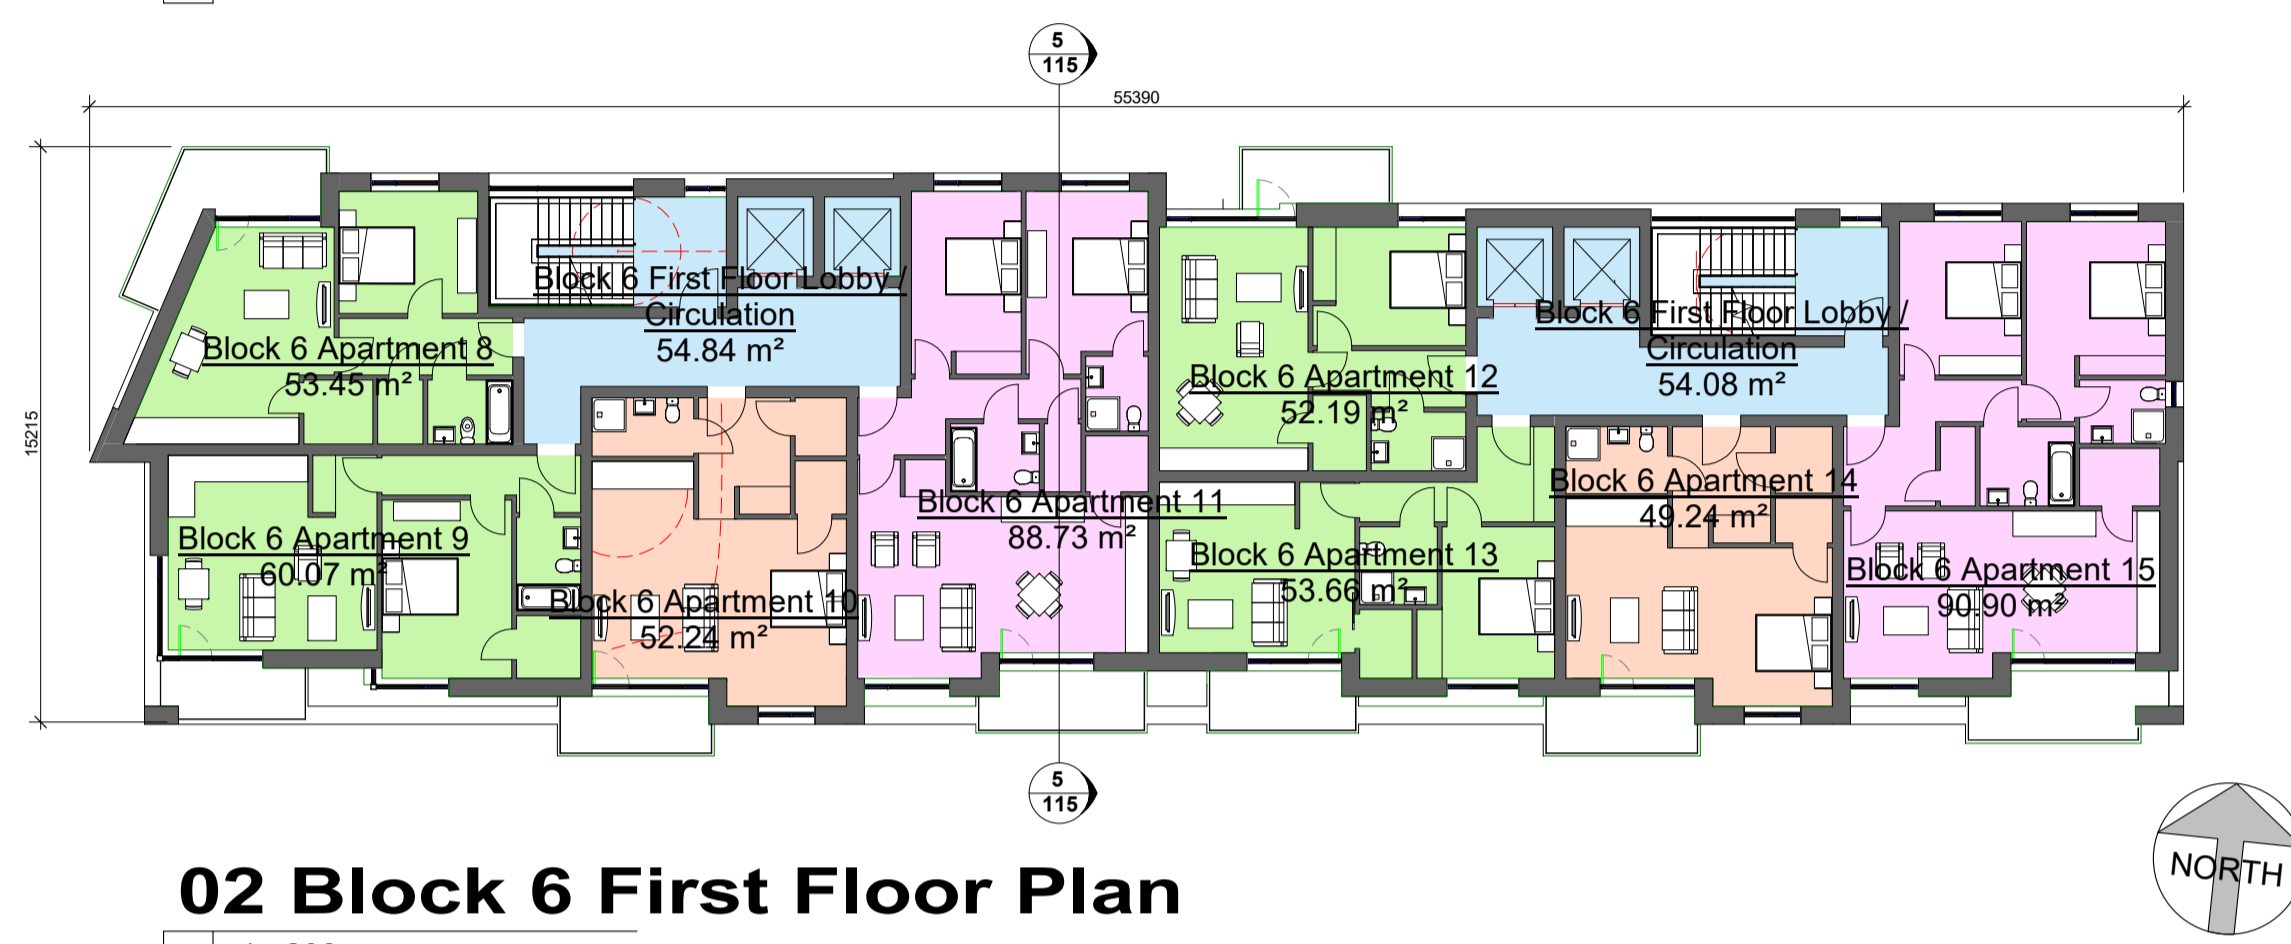 5
115
55390
15215
Block 6 First Floor Lobby /
Circulation
54.84 m²
Block 6 First Floor Lobby /
Circulation
54.08 m²
Block 6 Apartment 8
53.45 m²
Block 6 Apartment 12
52.19 m²
Block 6 Apartment 11
88.73 m²
Block 6 Apartment 14
49.24 m²
Block 6 Apartment 9
60.07 m²
Block 6 Apartment 13
53.66 m²
Block 6 Apartment 15
90.90 m²
Block 6 Apartment 10
52.24 m²
5
115
NORTH
02 Block 6 First Floor Plan